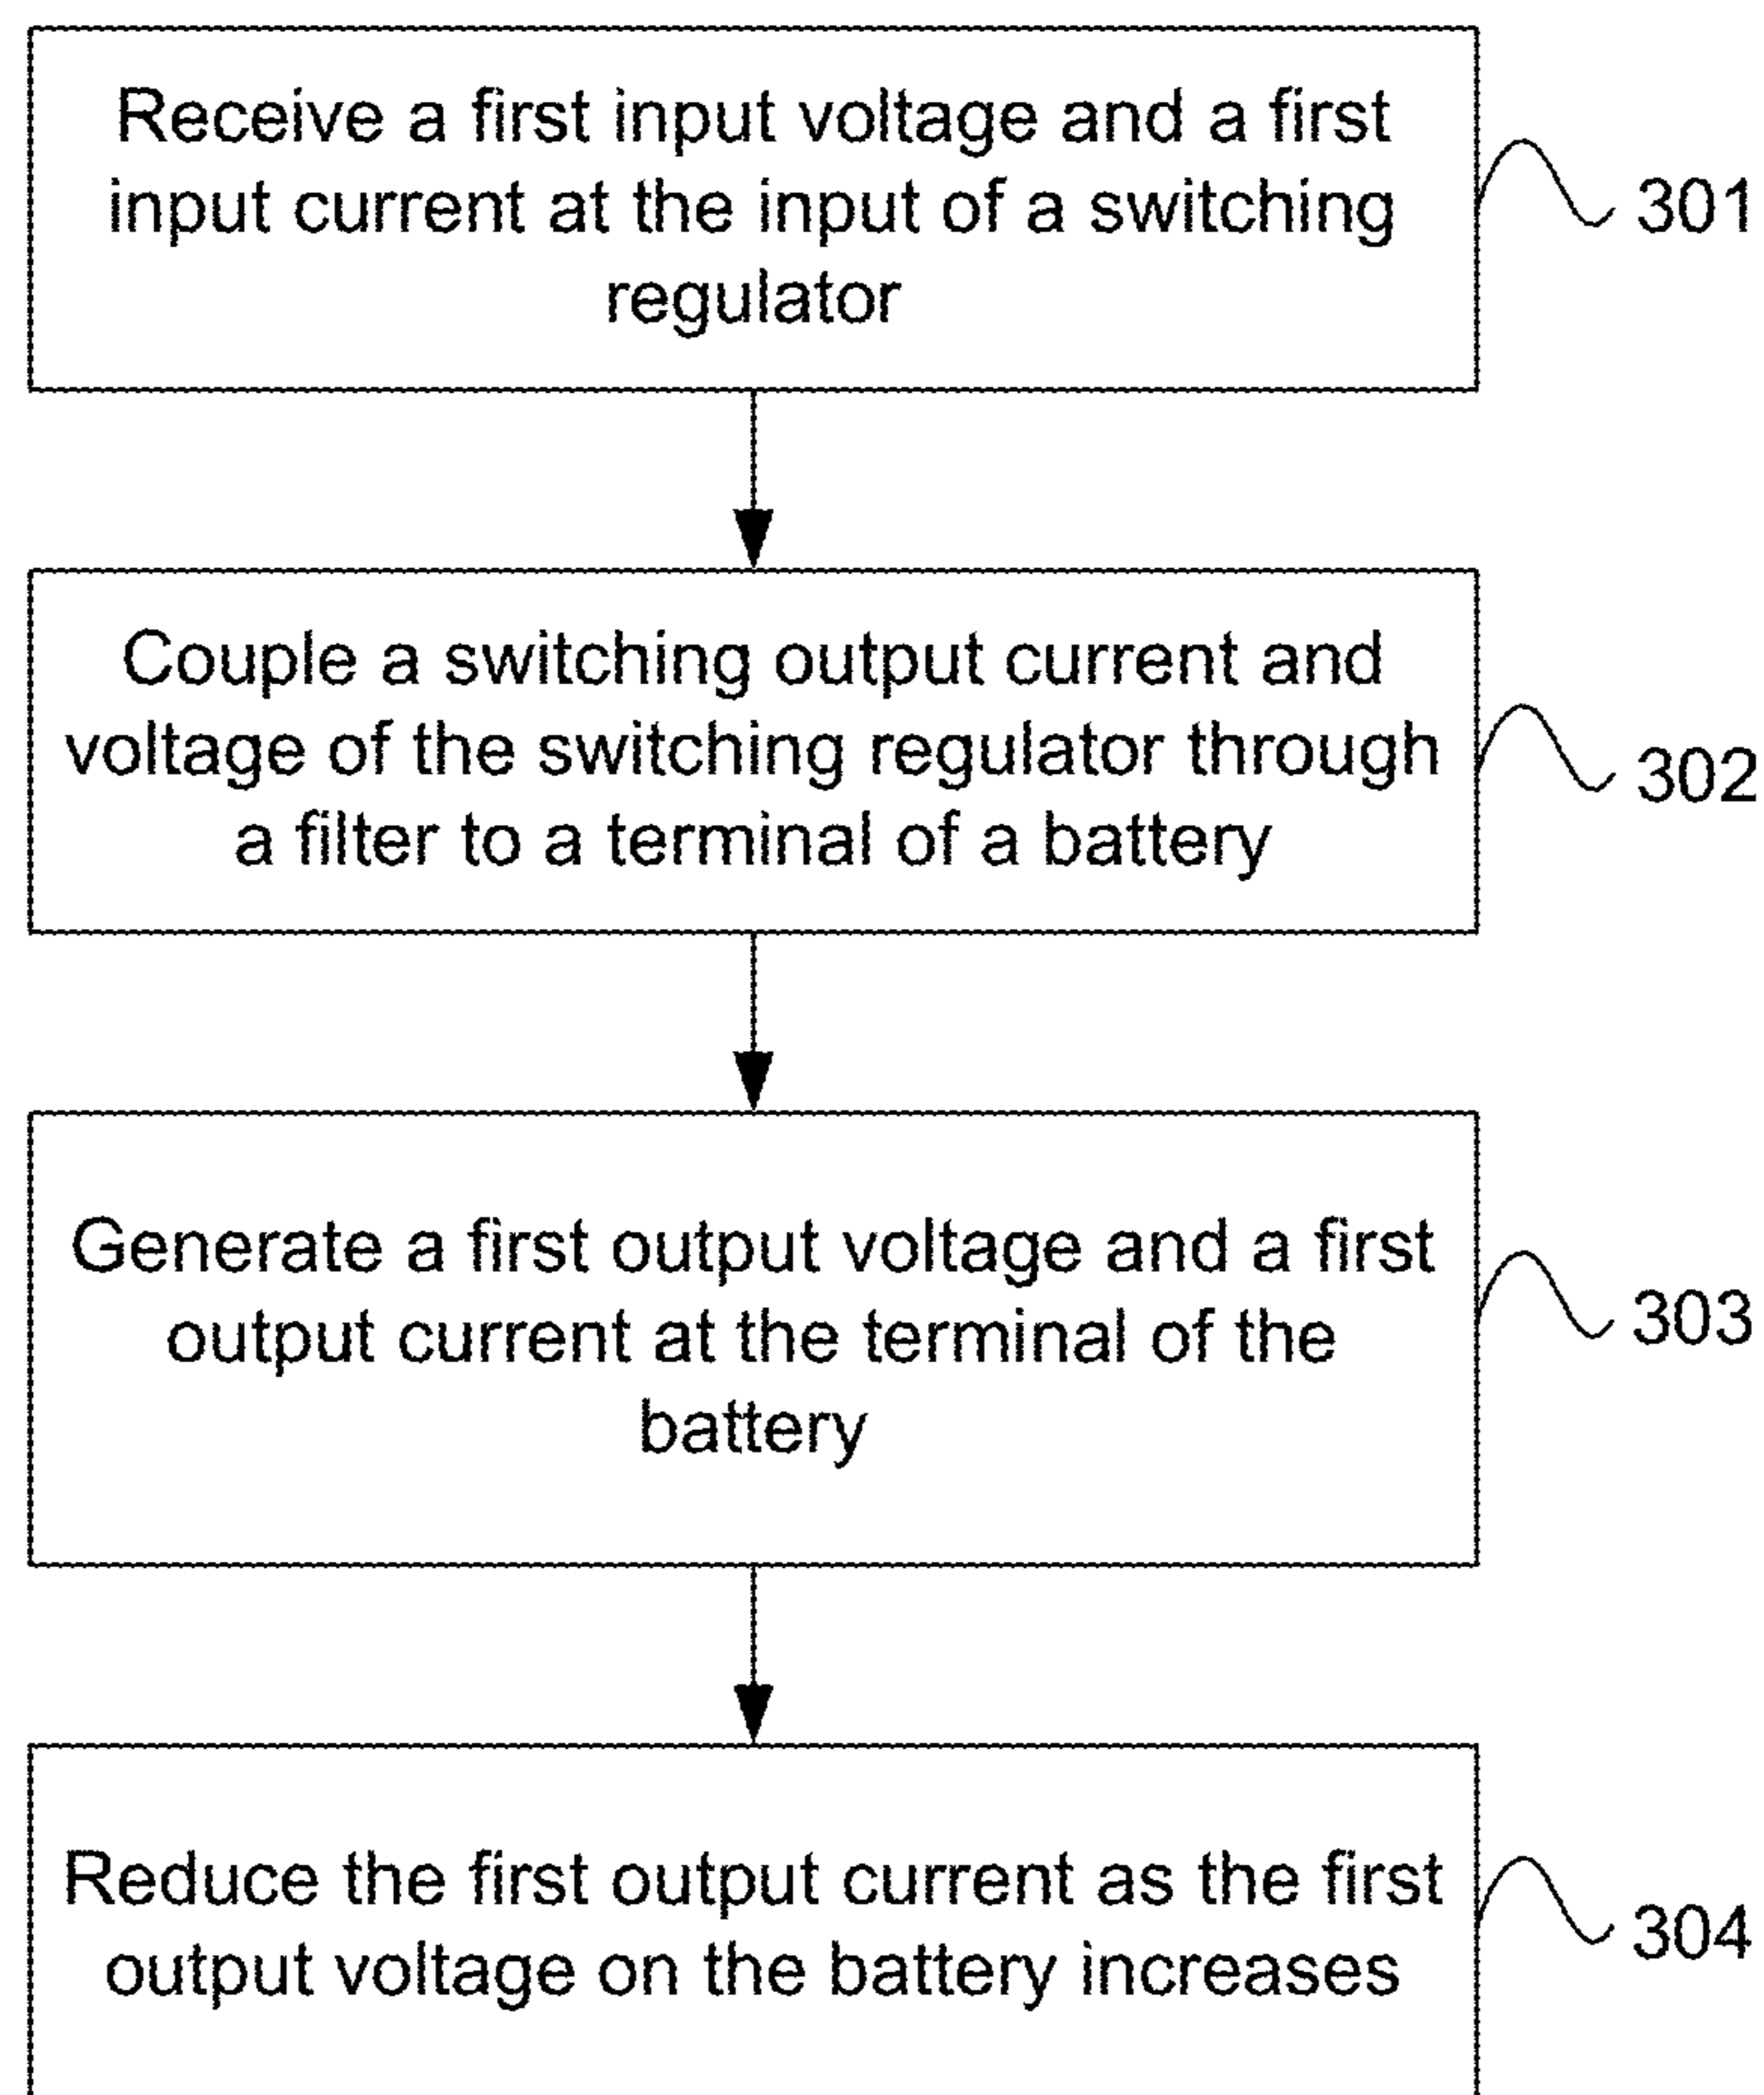 Receive a first input voltage and a first
input current at the input of a switching
regulator
301
Couple a switching output current and
voltage of the switching regulator through
a filter to a terminal of a battery
302
Generate a first output voltage and a first
output current at the terminal of the
battery
303
Reduce the first output current as the first
output voltage on the battery increases
304